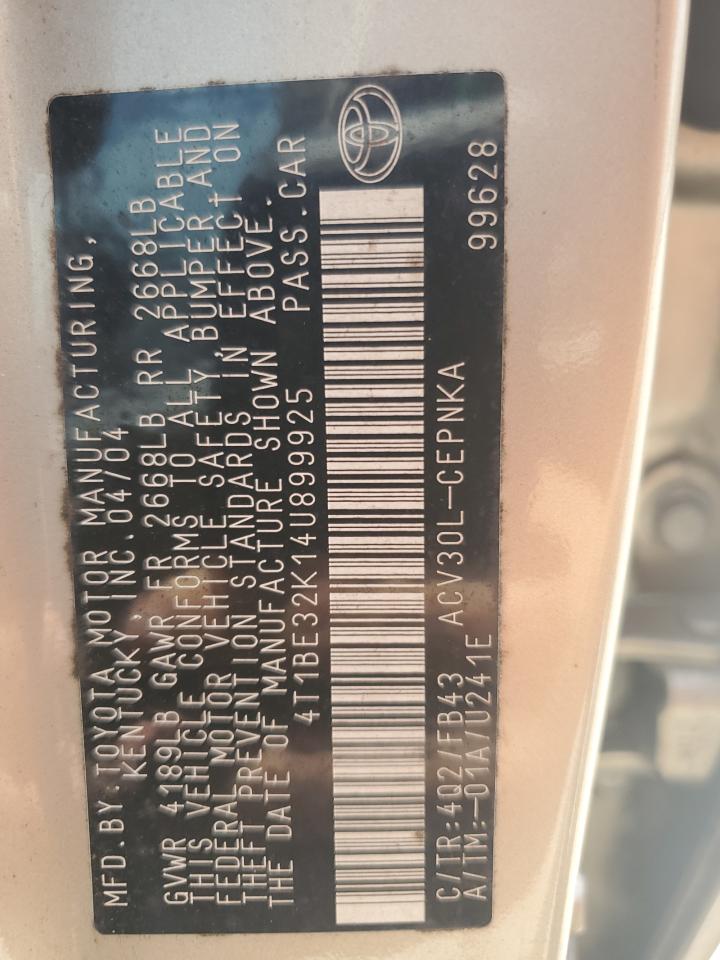 MFD.BY:TOYOTA MOTOR MANUFACTURING,
KENTUCKY, INC.04/04
GVWR 4189LB GAWR FR 2668LB RR 2668LB
THIS VEHICLE CONFORMS TO ALL APPLICABLE
FEDERAL MOTOR VEHICLE SAFETY, BUMPER AND
THEFT PREVENTION STANDARDS IN EFFECT ON
THE DATE OF MANUFACTURE SHOWN ABOVE.
4T1BE32K14U899925 PASS.CAR
C/TR:4Q2/FB43 ACV30L-CEPNKA 99628
A/TM:-01A/U241E